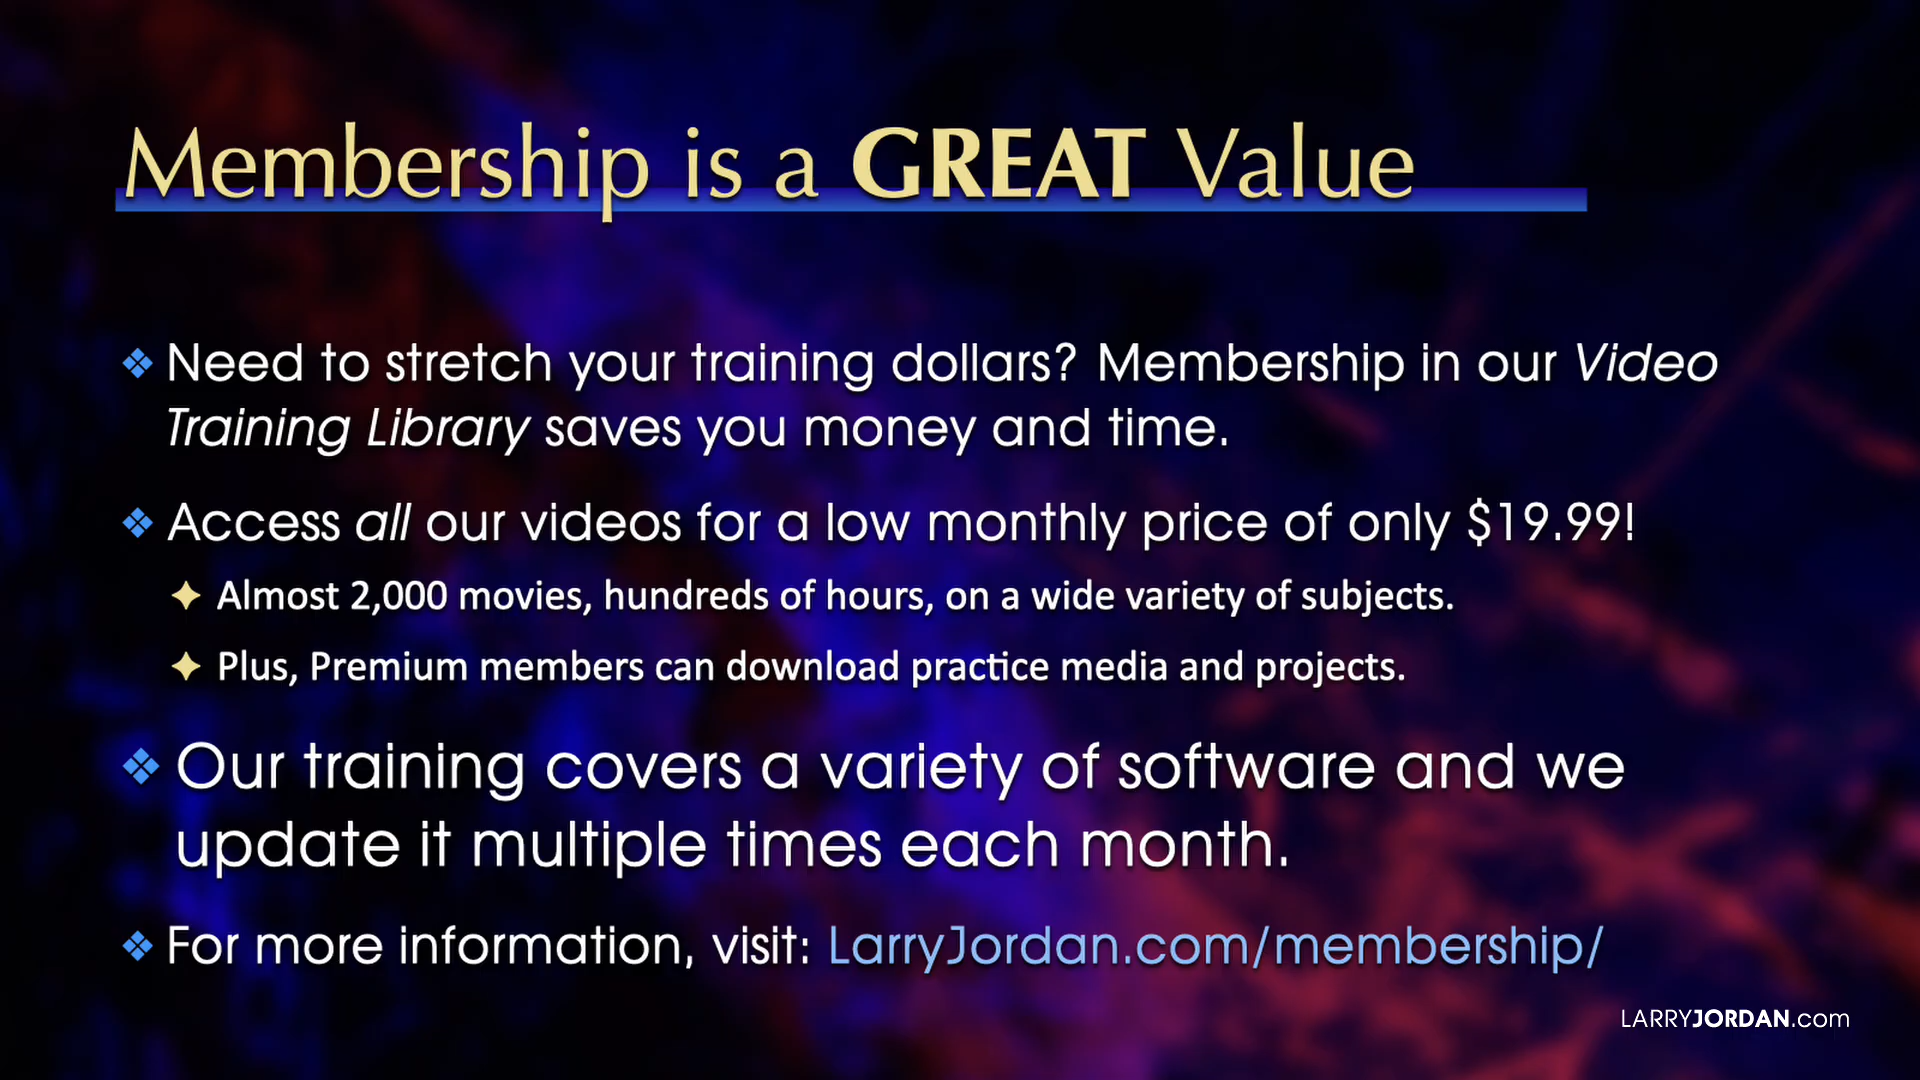 Membership is a GREAT Value
Need to stretch your training dollars? Membership in our Video
Training Library saves you money and time.
Access all our videos for a low monthly price of only $19.99!
Almost 2,000 movies, hundreds of hours, on a wide variety of subjects.
Plus, Premium members can download practice media and projects.
Our training covers a variety of software and we
update it multiple times each month.
For more information, visit: LarryJordan.com/membership/
LARRYJORDAN.com